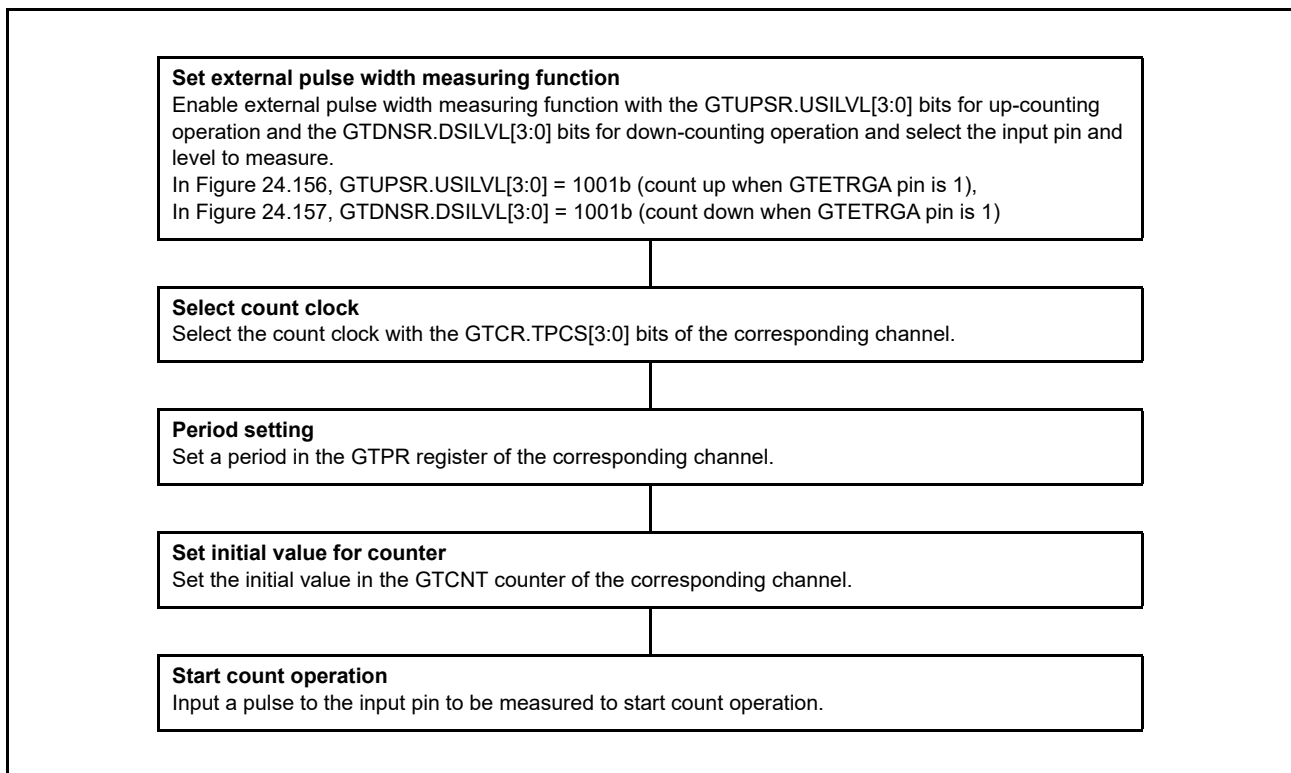 Set external pulse width measuring function
Enable external pulse width measuring function with the GTUPSR.USILVL[3:0] bits for up-counting
operation and the GTDNSR.DSILVL[3:0] bits for down-counting operation and select the input pin and
level to measure.
In Figure 24.156, GTUPSR.USILVL[3:0] = 1001b (count up when GTETRGA pin is 1),
In Figure 24.157, GTDNSR.DSILVL[3:0] = 1001b (count down when GTETRGA pin is 1)
Select count clock
Select the count clock with the GTCR.TPCS[3:0] bits of the corresponding channel.
Period setting
Set a period in the GTPR register of the corresponding channel.
Set initial value for counter
Set the initial value in the GTCNT counter of the corresponding channel.
Start count operation
Input a pulse to the input pin to be measured to start count operation.